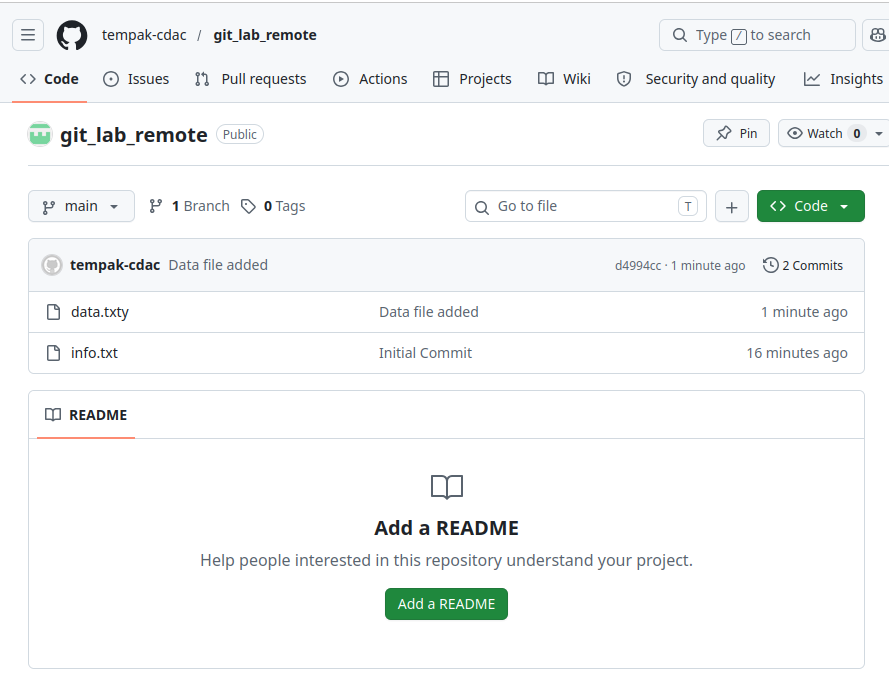 tempak-cdac / git_lab_remote Type / to search
Code Issues Pull requests Actions Projects Wiki Security and quality Insights
git_lab_remote Public Pin Watch 0
main 1 Branch 0 Tags Go to file T + Code
tempak-cdac Data file added d4994cc · 1 minute ago 2 Commits
data.txty Data file added 1 minute ago
info.txt Initial Commit 16 minutes ago
README
Add a README
Help people interested in this repository understand your project.
Add a README